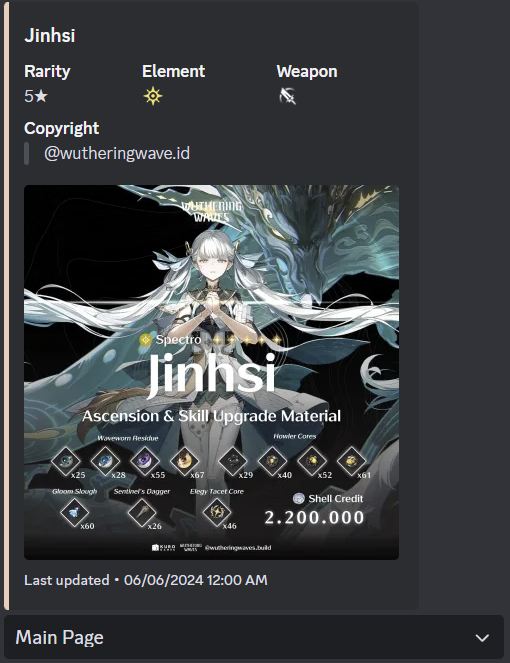 Jinhsi
Rarity Element Weapon
5★
Copyright
@wutheringwave.id
WUTHERING
WAVES
Spectro ✦ ✦ ✦ ✦ ✦
Jinhsi
Ascension & Skill Upgrade Material
Waveworn Residue Howler Cores
x25 x28 x55 x67 x29 x40 x52 x61
Gloom Slough Sentinel's Dagger Elegy Tacet Core
Shell Credit
x60 x26 x46
2.200.000
KURO GAMES WUTHERING WAVES @wutheringwaves.build
Last updated • 06/06/2024 12:00 AM
Main Page